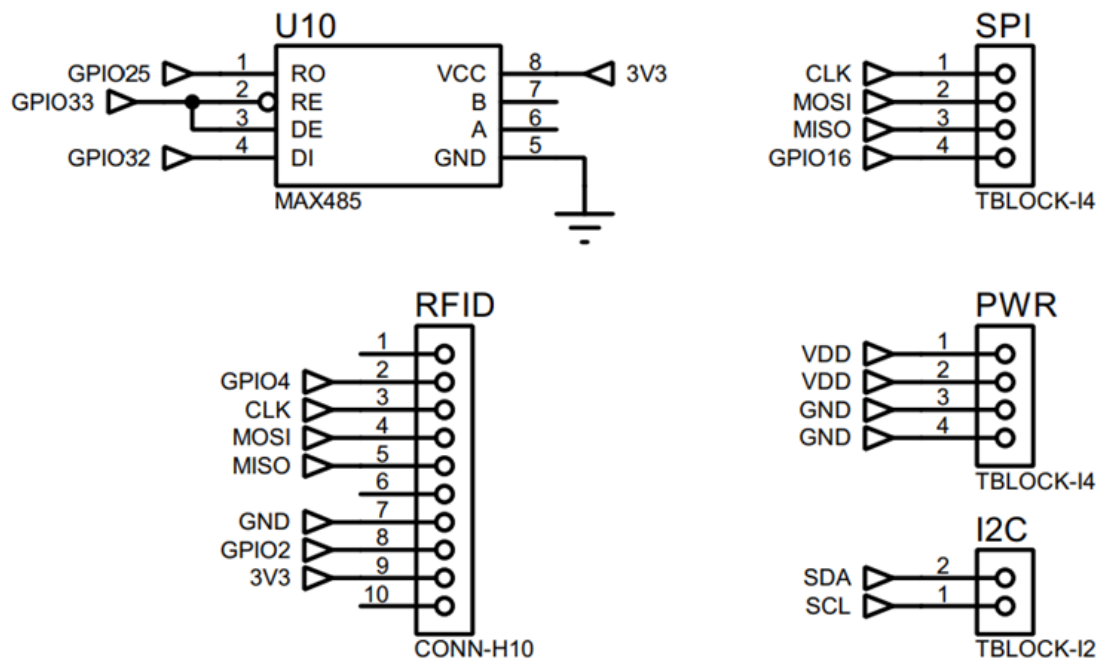 U10
GPIO25 1 RO VCC 8 3V3
GPIO33 2 RE B 7
3 DE A 6
GPIO32 4 DI GND 5
MAX485
SPI
CLK 1
MOSI 2
MISO 3
GPIO16 4
TBLOCK-I4
RFID
1
GPIO4 2
CLK 3
MOSI 4
MISO 5
6
GND 7
GPIO2 8
3V3 9
10
CONN-H10
PWR
VDD 1
VDD 2
GND 3
GND 4
TBLOCK-I4
I2C
SDA 2
SCL 1
TBLOCK-I2